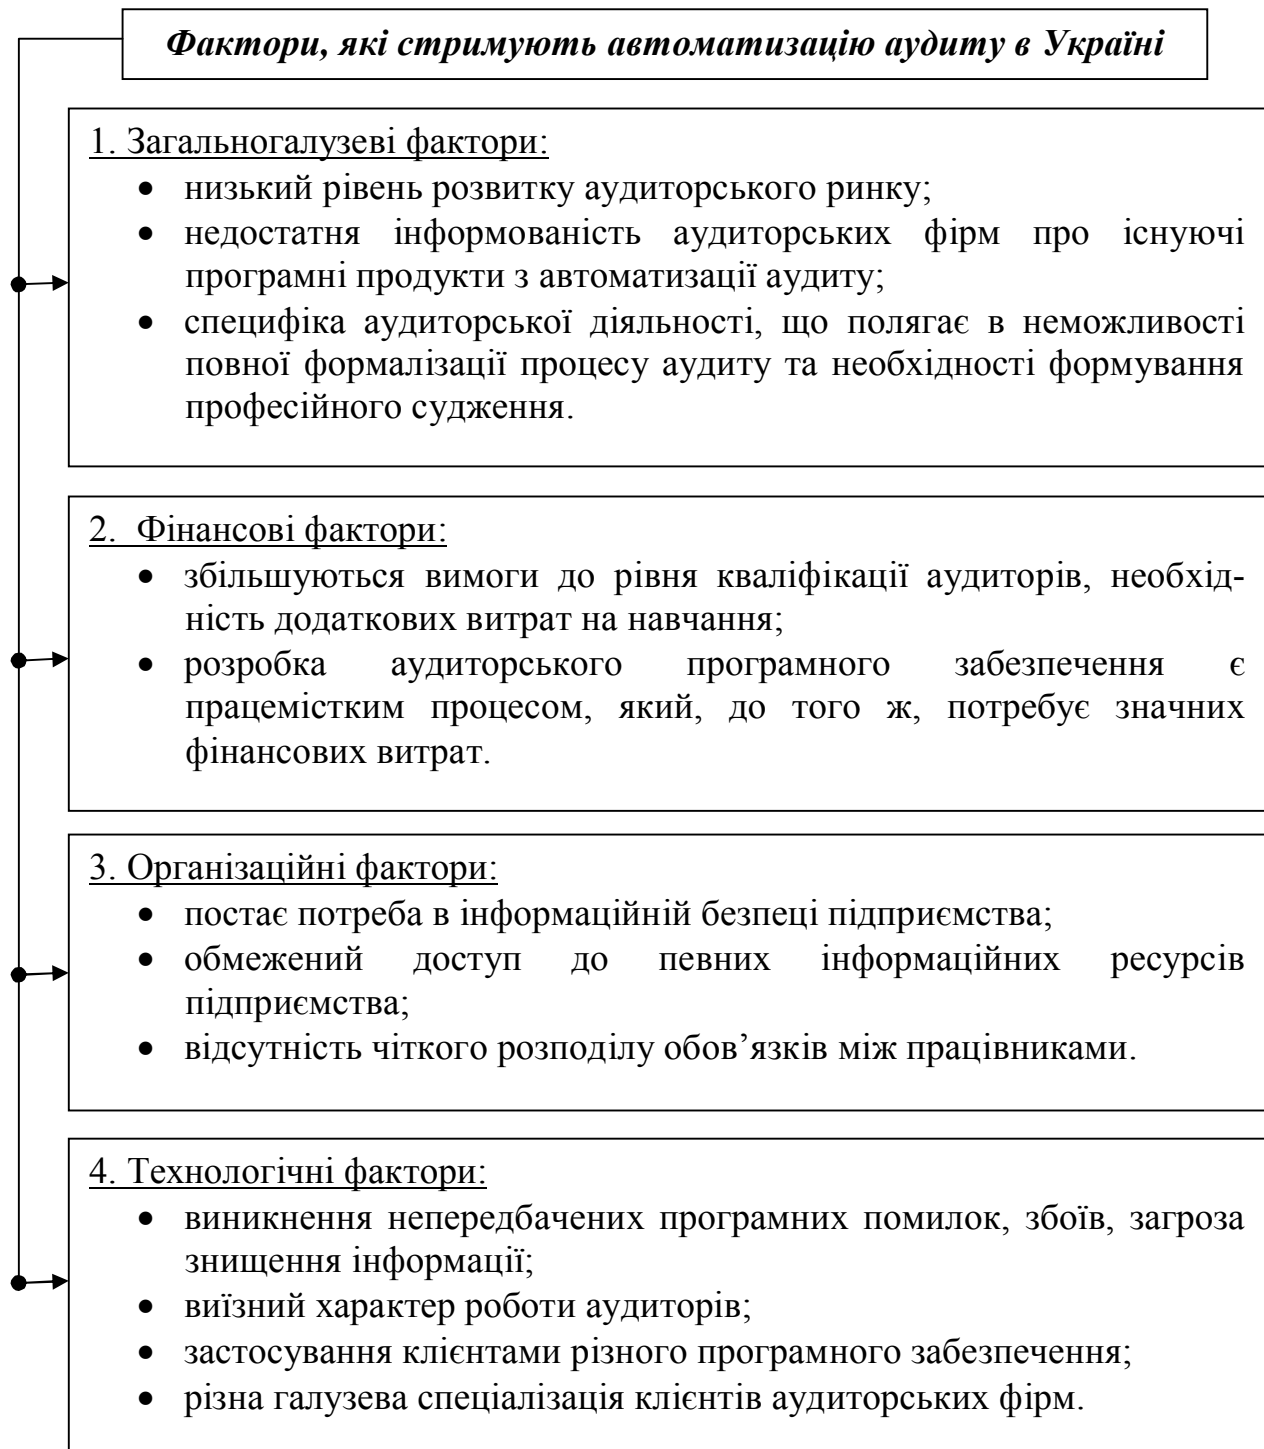 Фактори, які стримують автоматизацію аудиту в Україні
1. Загальногалузеві фактори:
• низький рівень розвитку аудиторського ринку;
• недостатня інформованість аудиторських фірм про існуючі
програмні продукти з автоматизації аудиту;
• специфіка аудиторської діяльності, що полягає в неможливості
повної формалізації процесу аудиту та необхідності формування
професійного судження.
2. Фінансові фактори:
• збільшуються вимоги до рівня кваліфікації аудиторів, необхід-
ність додаткових витрат на навчання;
• розробка аудиторського програмного забезпечення є
працемістким процесом, який, до того ж, потребує значних
фінансових витрат.
3. Організаційні фактори:
• постає потреба в інформаційній безпеці підприємства;
• обмежений доступ до певних інформаційних ресурсів
підприємства;
• відсутність чіткого розподілу обов’язків між працівниками.
4. Технологічні фактори:
• виникнення непередбачених програмних помилок, збоїв, загроза
знищення інформації;
• виїзний характер роботи аудиторів;
• застосування клієнтами різного програмного забезпечення;
• різна галузева спеціалізація клієнтів аудиторських фірм.